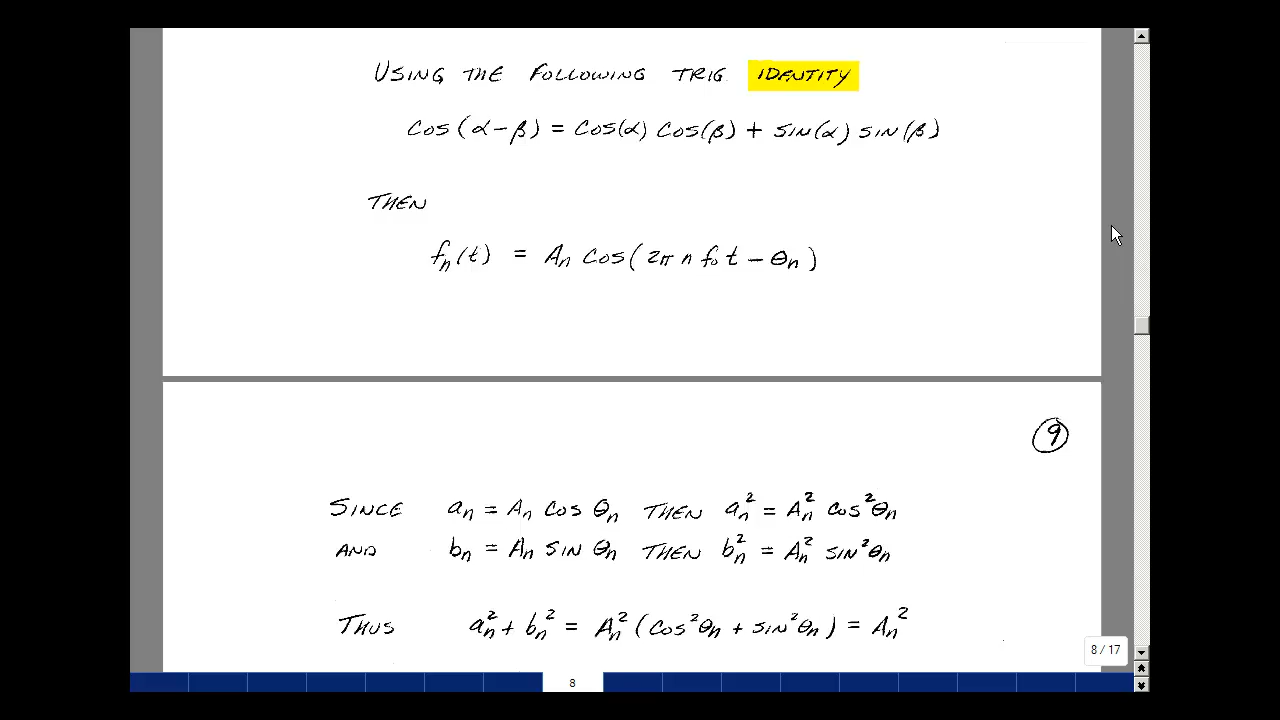 USING THE FOLLOWING TRIG IDENTITY
COS(α-β) = COS(α) COS(β) + SIN(α) SIN(β)
THEN
fₙ(t) = Aₙ COS(2π n f₀ t - θₙ)
9
SINCE aₙ = Aₙ COS θₙ THEN aₙ² = Aₙ² COS²θₙ
AND bₙ = Aₙ SIN θₙ THEN bₙ² = Aₙ² SIN²θₙ
THUS aₙ² + bₙ² = Aₙ² (COS²θₙ + SIN²θₙ) = Aₙ²
8 / 17
8